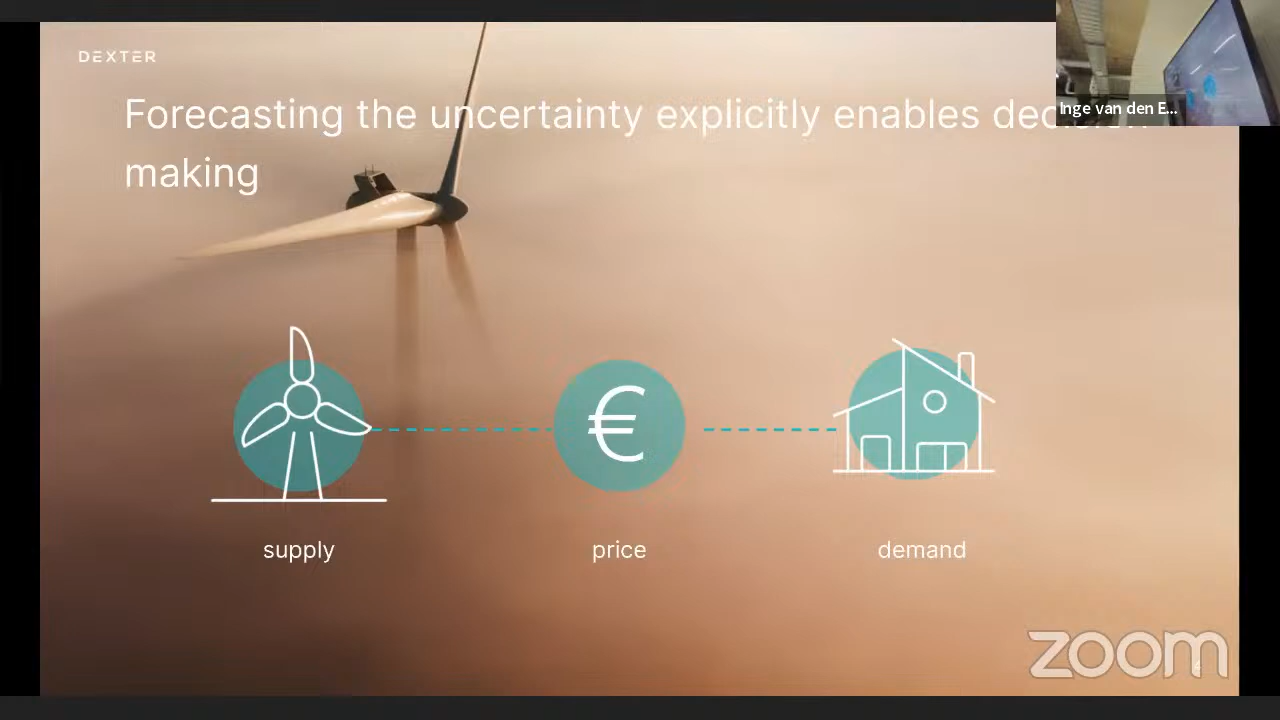 DEXTER
Forecasting the uncertainty explicitly enables
making
Inge van den E...
€
supply
price
demand
zoom